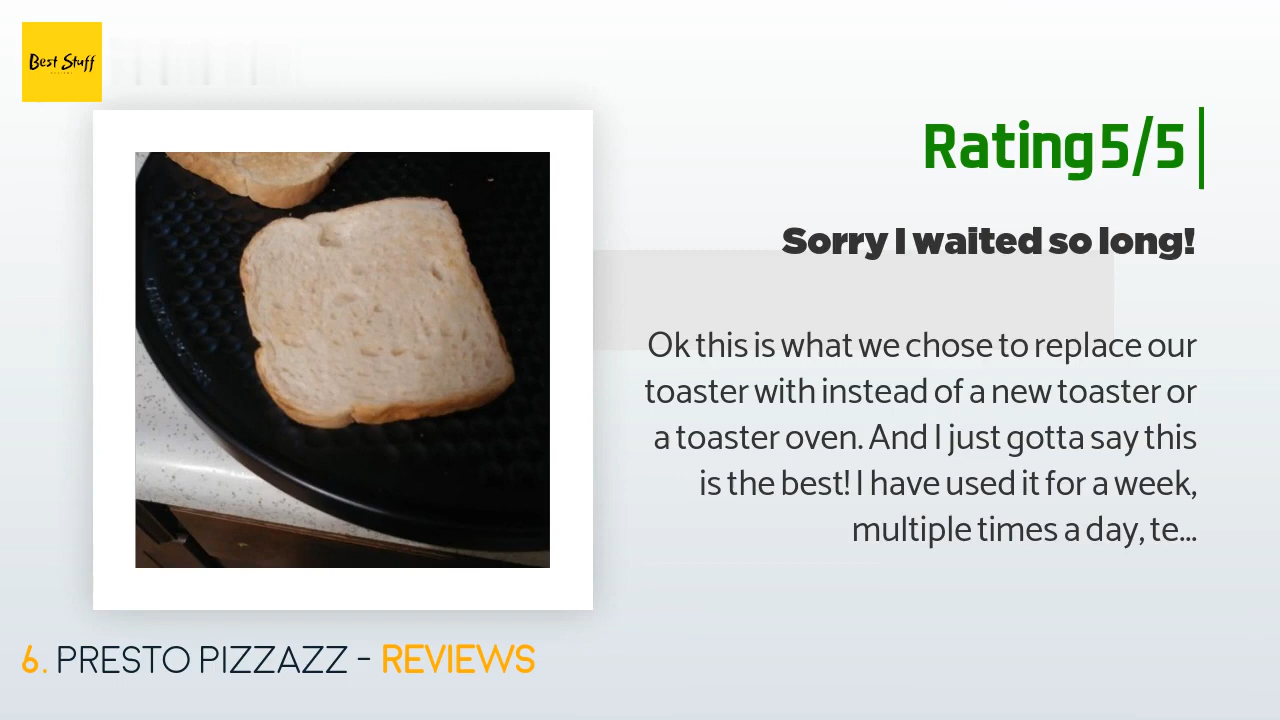 Best Stuff
Rating 5/5
Sorry I waited so long!
Ok this is what we chose to replace our
toaster with instead of a new toaster or
a toaster oven. And I just gotta say this
is the best! I have used it for a week,
multiple times a day, te...
6. PRESTO PIZZAZZ - REVIEWS